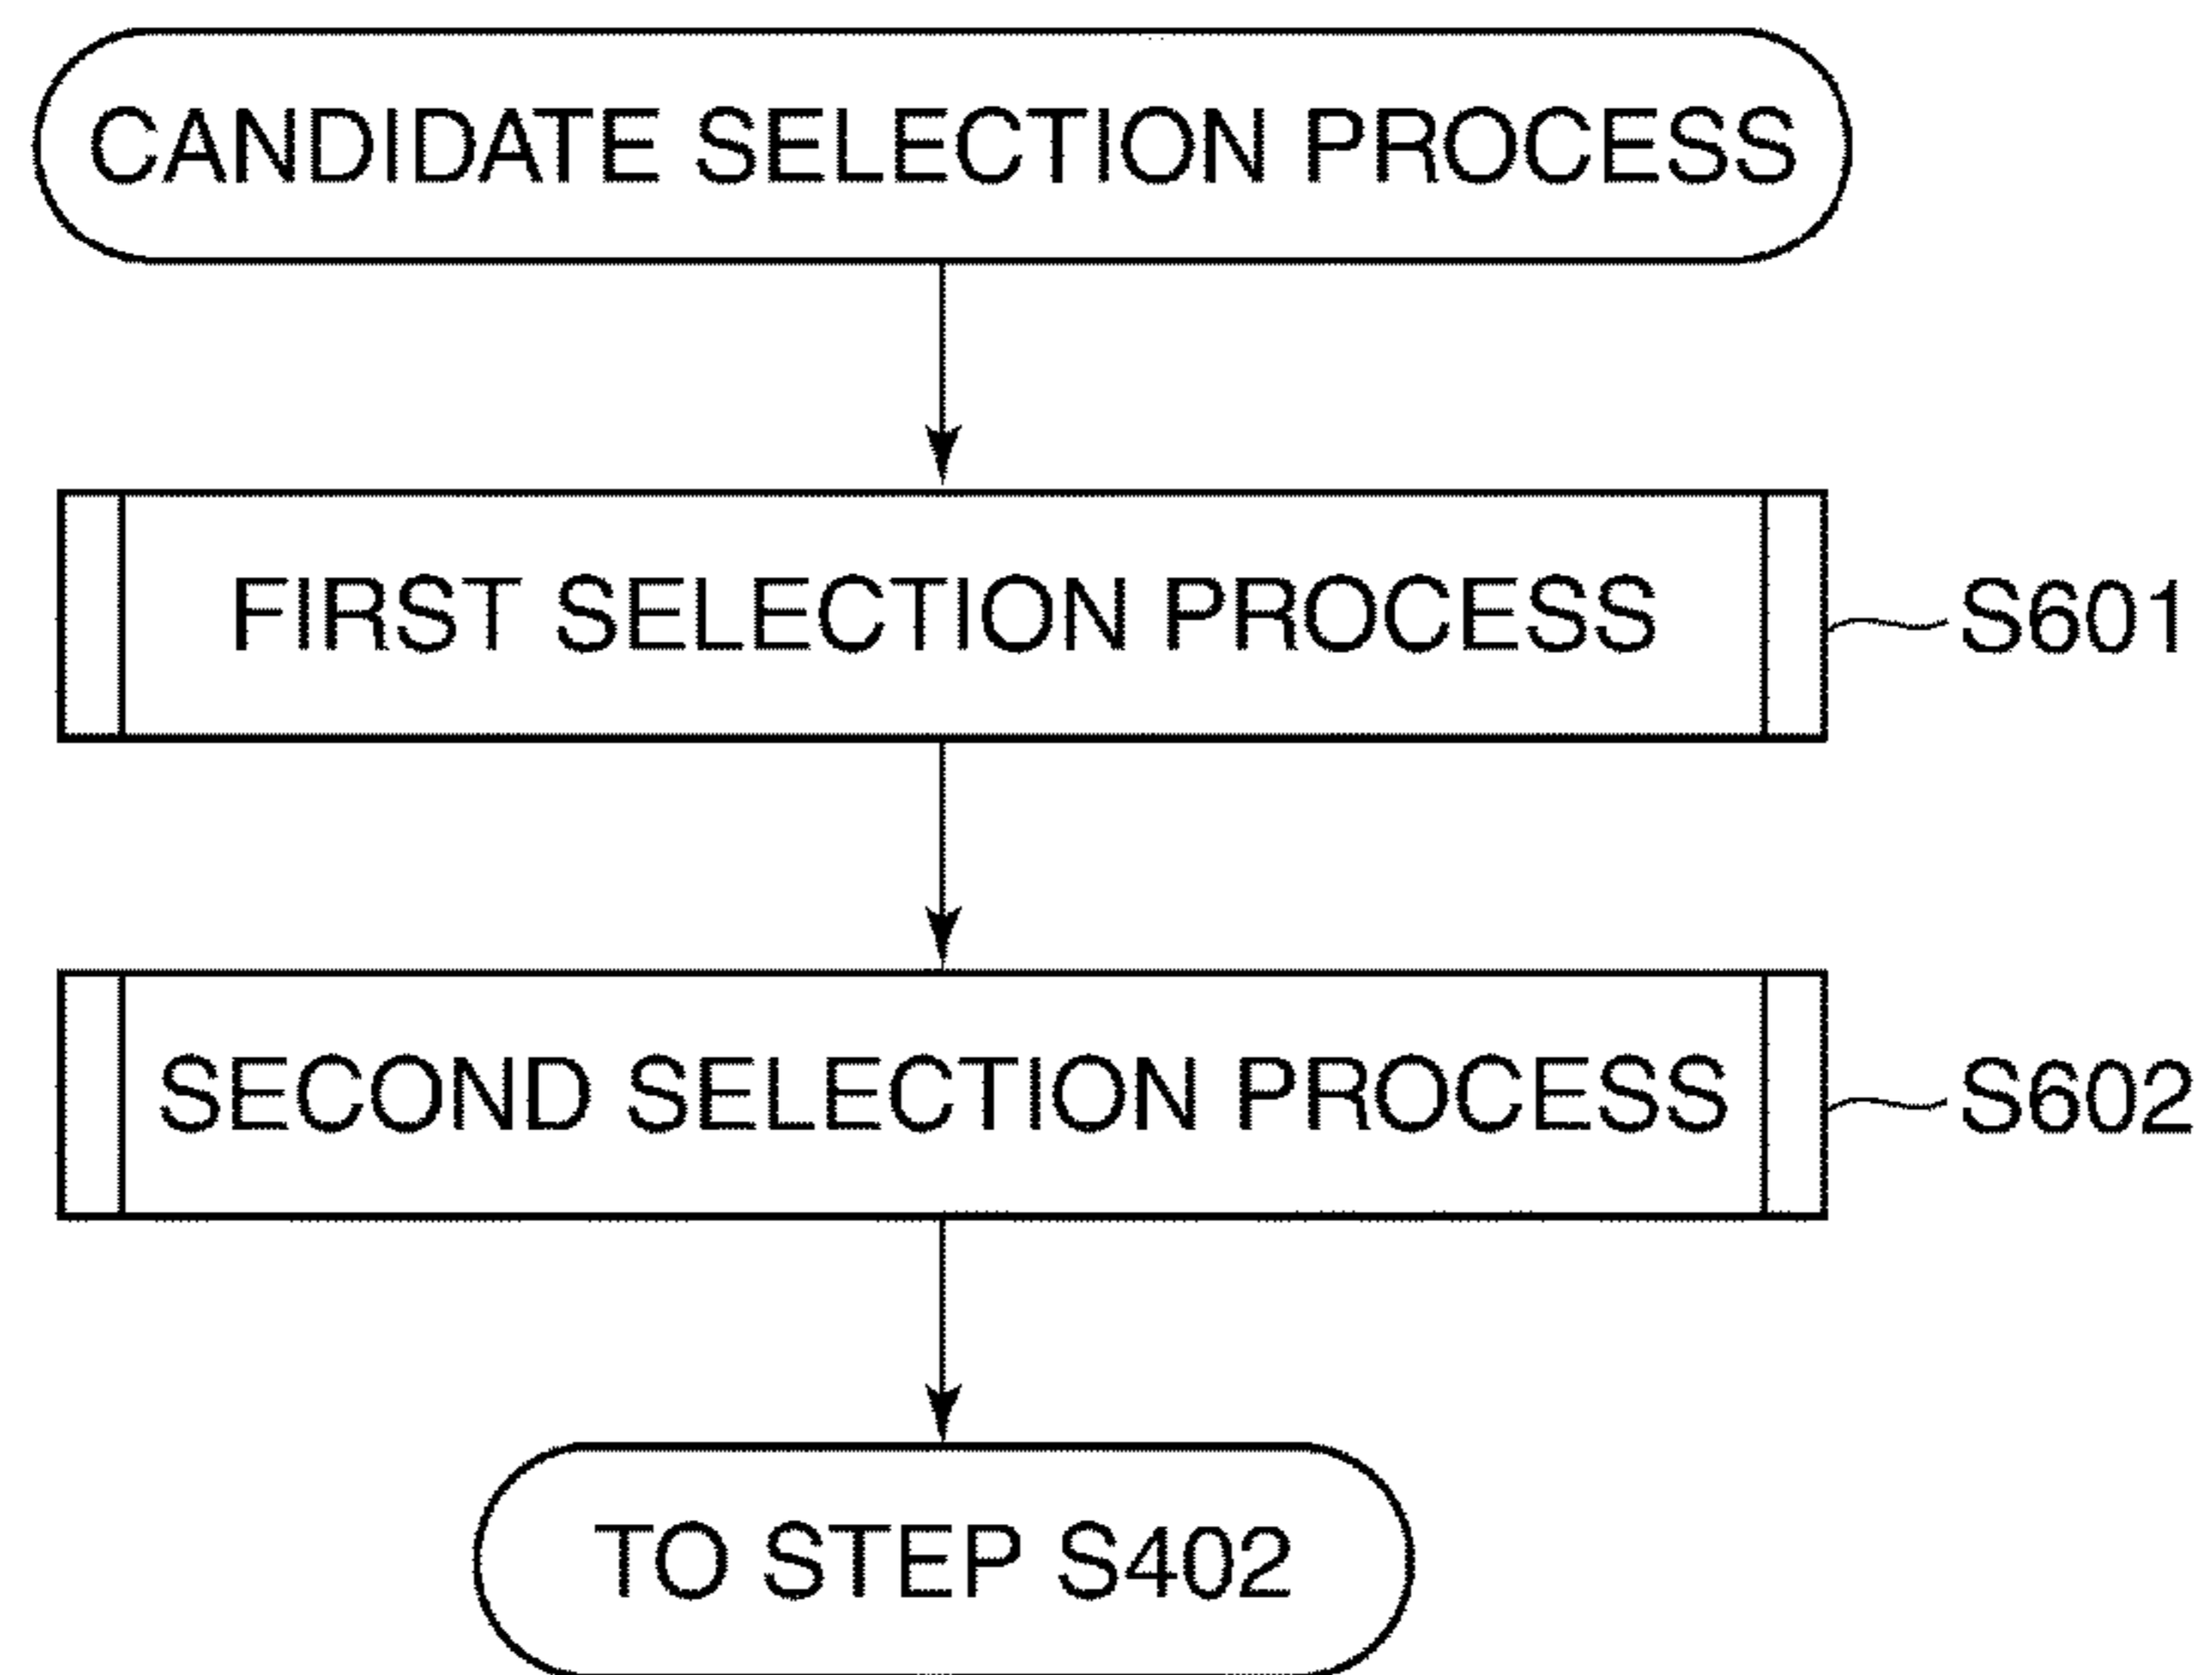 CANDIDATE SELECTION PROCESS
FIRST SELECTION PROCESS
S601
SECOND SELECTION PROCESS
S602
TO STEP S402